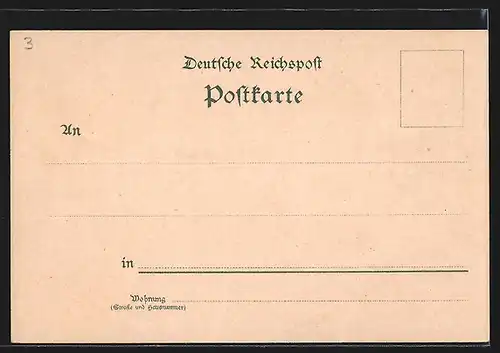 3
Deutsche Reichspost
Postkarte
An
in
Wohnung
(Straße und Hausnummer)